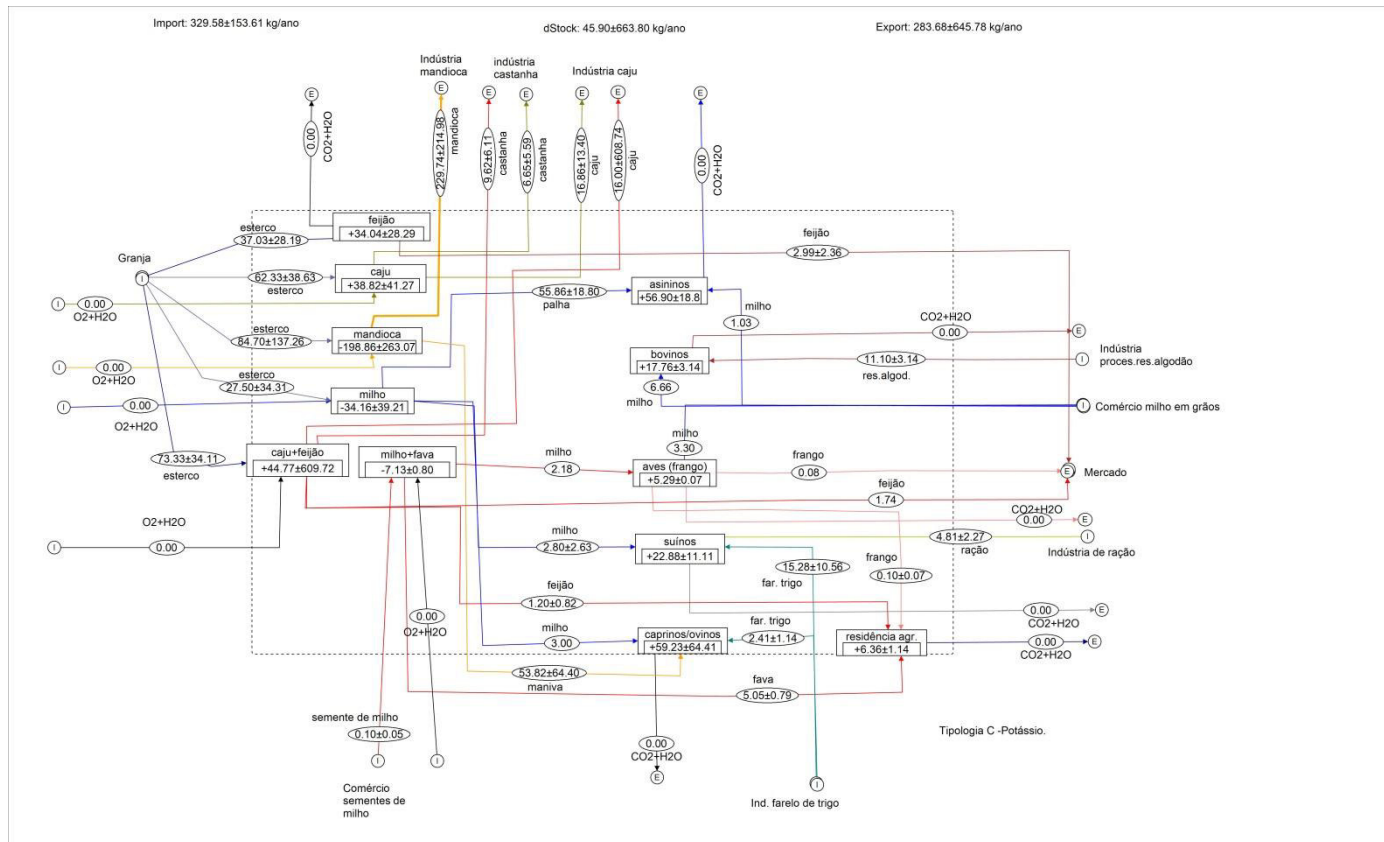 Import: 329.58±153.61 kg/ano
dStock: 45.90±663.80 kg/ano
Export: 283.68±645.78 kg/ano
Indústria
mandioca
indústria
castanha
Indústria caju
E
E
E
E
E
E
E
0.00
CO2+H2O
229.74±214.98
mandioca
9.62±6.11
castanha
6.65±5.59
castanha
16.86±13.40
caju
16.00±608.74
caju
0.00
CO2+H2O
feijão
+34.04±28.29
esterco
37.03±28.19
feijão
2.99±2.36
Granja
I
62.33±38.63
esterco
caju
+38.82±41.27
55.86±18.80
palha
asininos
+56.90±18.8
milho
1.03
I
0.00
O2+H2O
esterco
84.70±137.26
mandioca
-198.86±263.07
CO2+H2O
0.00
E
bovinos
+17.76±3.14
11.10±3.14
res.algod.
I
Indústria
proces.res.algodão
I
0.00
O2+H2O
esterco
27.50±34.31
milho
-34.16±39.21
6.66
milho
I
0.00
O2+H2O
I
Comércio milho em grãos
73.33±34.11
esterco
caju+feijão
+44.77±609.72
milho+fava
-7.13±0.80
milho
2.18
milho
3.30
aves (frango)
+5.29±0.07
frango
0.08
E
Mercado
feijão
1.74
CO2+H2O
0.00
E
O2+H2O
I
0.00
milho
2.80±2.63
suínos
+22.88±11.11
4.81±2.27
ração
I
Indústria de ração
15.28±10.56
far. trigo
frango
0.10±0.07
feijão
1.20±0.82
0.00
O2+H2O
0.00
CO2+H2O
E
milho
3.00
caprinos/ovinos
+59.23±64.41
far. trigo
2.41±1.14
residência agr.
+6.36±1.14
0.00
CO2+H2O
E
53.82±64.40
maniva
fava
5.05±0.79
semente de milho
0.10±0.05
0.00
CO2+H2O
Tipologia C -Potássio.
I
I
E
I
Comércio
sementes de
milho
Ind. farelo de trigo